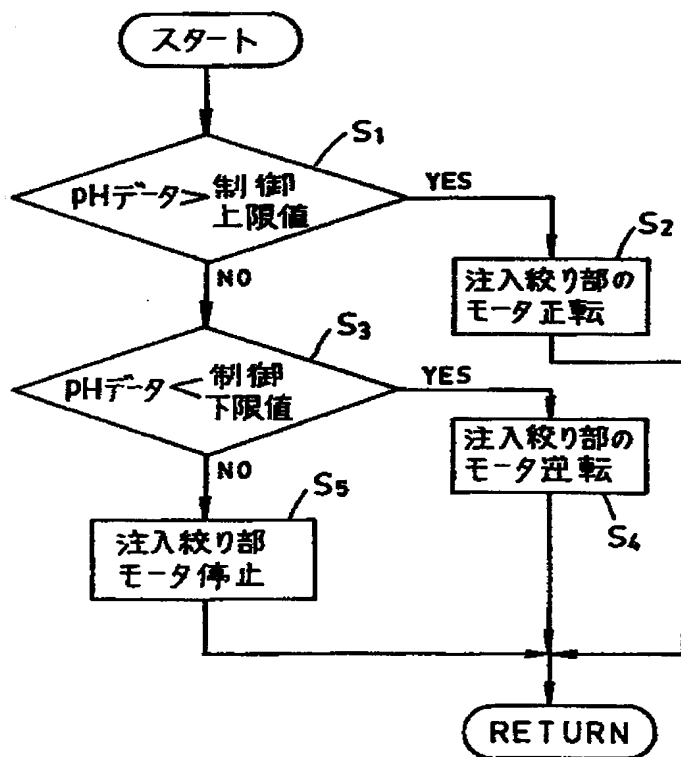 スタート
S1
pHデータ>制御
上限値
YES
S2
注入絞り部の
モータ正転
NO
S3
pHデータ<制御
下限値
YES
注入絞り部の
モータ逆転
S4
NO
S5
注入絞り部
モータ停止
RETURN